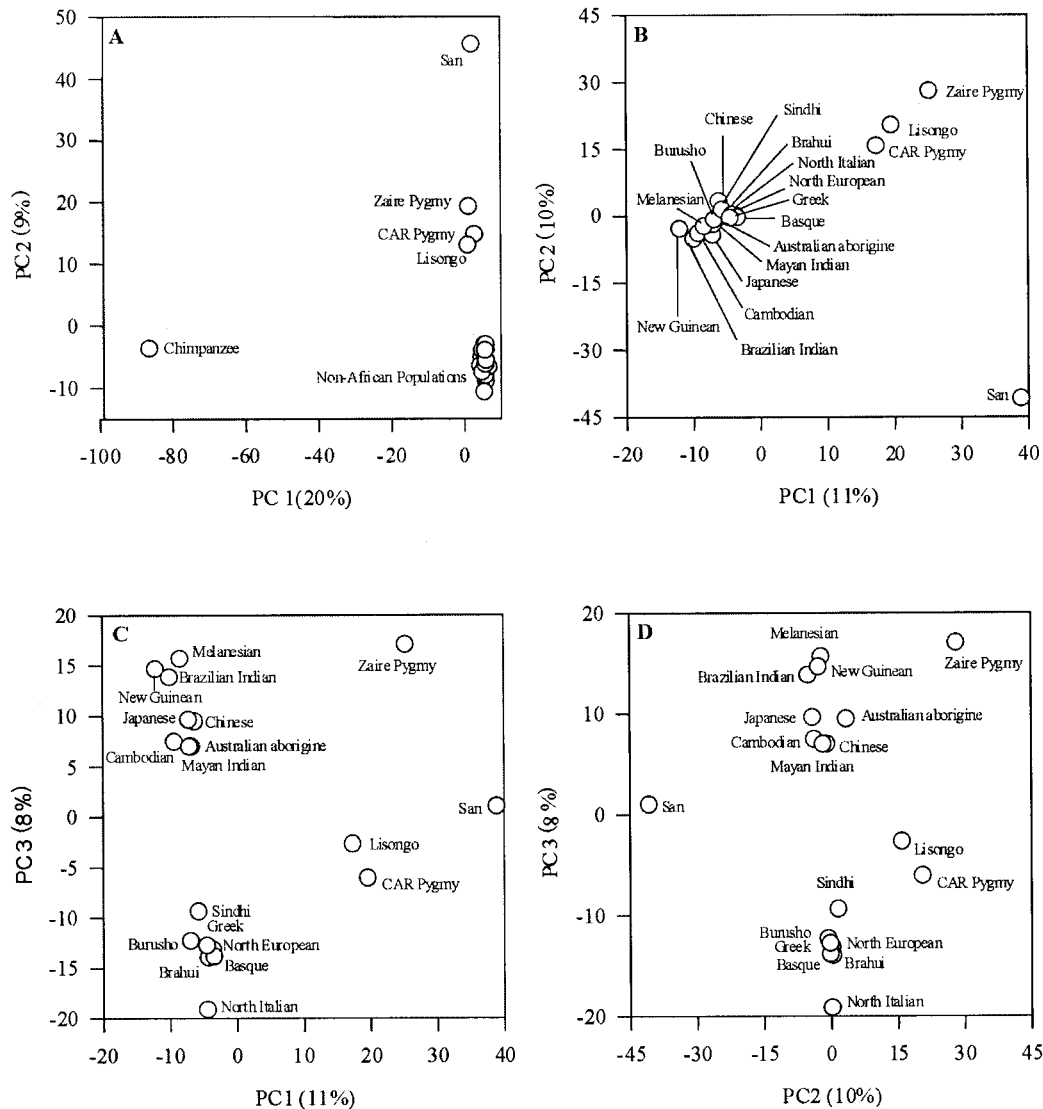 A
50
40
30
20
10
0
-10
PC2 (9%)
San
Zaire Pygmy
CAR Pygmy
Lisongo
Chimpanzee
Non-African Populations
-100 -80 -60 -40 -20 0
PC 1(20%)
B
45
30
15
0
-15
-30
-45
PC2 (10%)
Zaire Pygmy
Lisongo
CAR Pygmy
Sindhi
Chinese
Brahui
Burusho
North Italian
North European
Melanesian
Greek
Basque
Australian aborigine
Mayan Indian
Japanese
Cambodian
New Guinean
Brazilian Indian
San
-20 -10 0 10 20 30 40
PC1 (11%)
C
20
15
10
5
0
-5
-10
-15
-20
PC3 (8%)
Melanesian
Zaire Pygmy
Brazilian Indian
New Guinean
Japanese
Chinese
Australian aborigine
Cambodian
Mayan Indian
San
Lisongo
CAR Pygmy
Sindhi
Greek
Burusho
North European
Brahui
Basque
North Italian
-20 -10 0 10 20 30 40
PC1 (11%)
D
20
15
10
5
0
-5
-10
-15
-20
PC3 (8%)
Melanesian
New Guinean
Zaire Pygmy
Brazilian Indian
Japanese
Australian aborigine
Cambodian
Chinese
Mayan Indian
San
Lisongo
CAR Pygmy
Sindhi
Burusho
North European
Greek
Basque
Brahui
North Italian
-45 -30 -15 0 15 30 45
PC2 (10%)